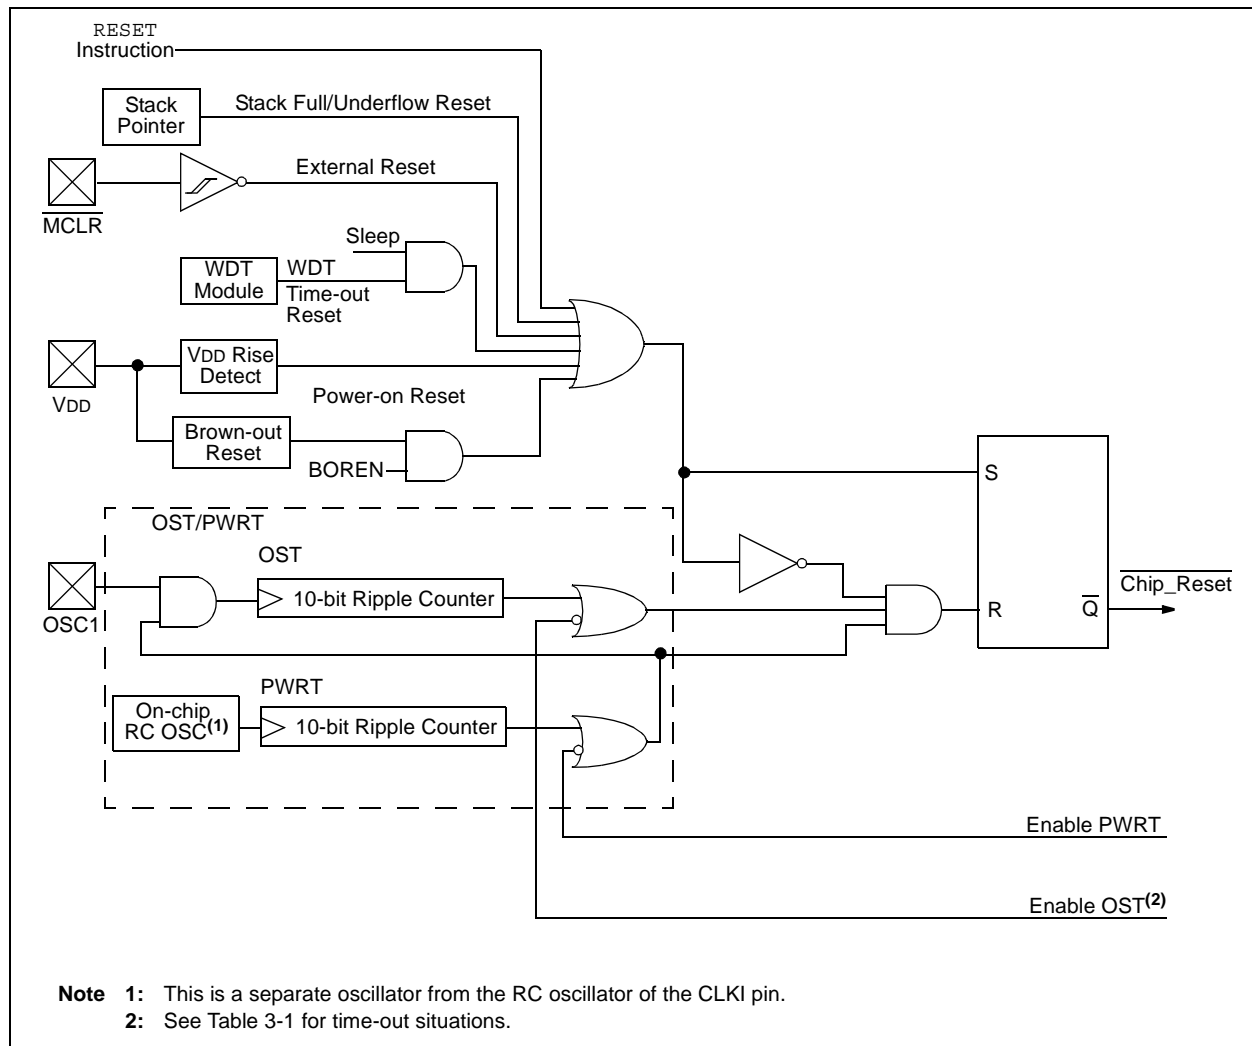 RESET
Instruction
Stack
Pointer
Stack Full/Underflow Reset
External Reset
MCLR
Sleep
WDT
Module
WDT
Time-out
Reset
VDD Rise
Detect
VDD
Power-on Reset
Brown-out
Reset
BOREN
S
OST/PWRT
OST
10-bit Ripple Counter
OSC1
Chip_Reset
R
Q
PWRT
On-chip
RC OSC(1)
10-bit Ripple Counter
Enable PWRT
Enable OST(2)
Note 1: This is a separate oscillator from the RC oscillator of the CLKI pin.
2: See Table 3-1 for time-out situations.